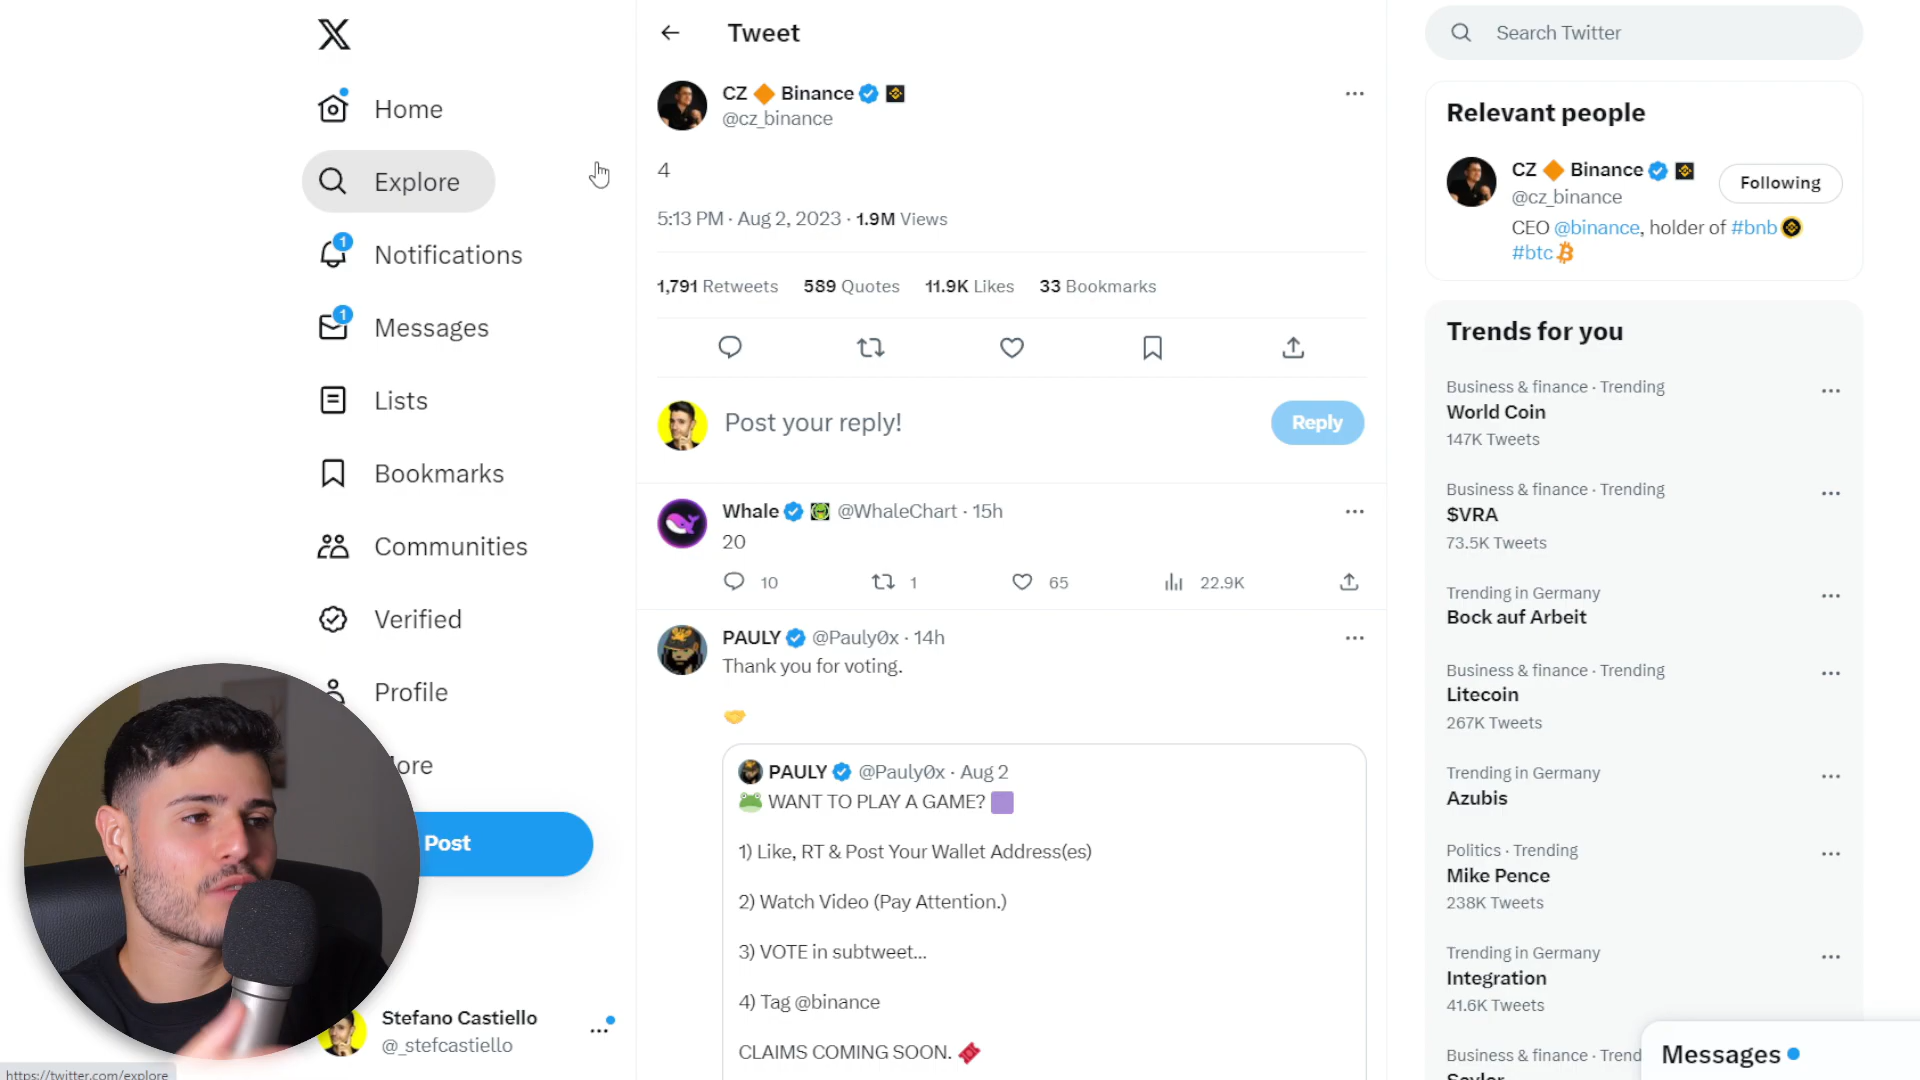 Home
Explore
1
Notifications
1
Messages
Lists
Bookmarks
Communities
Verified
Profile
ore
Post
Stefano Castiello
@_stefcastiello
https://twitter.com/explore
Tweet
CZ 🔶 Binance
@cz_binance
4
5:13 PM · Aug 2, 2023 · 1.9M Views
1,791 Retweets 589 Quotes 11.9K Likes 33 Bookmarks
Post your reply!
Reply
Whale @WhaleChart · 15h
20
10 1 65 22.9K
PAULY @Pauly0x · 14h
Thank you for voting.
🤝
PAULY @Pauly0x · Aug 2
🐸 WANT TO PLAY A GAME? 🟪
1) Like, RT & Post Your Wallet Address(es)
2) Watch Video (Pay Attention.)
3) VOTE in subtweet...
4) Tag @binance
CLAIMS COMING SOON. 🎟️
Search Twitter
Relevant people
CZ 🔶 Binance
@cz_binance
Following
CEO @binance, holder of #bnb
#btc
Trends for you
Business & finance · Trending
World Coin
147K Tweets
Business & finance · Trending
$VRA
73.5K Tweets
Trending in Germany
Bock auf Arbeit
Business & finance · Trending
Litecoin
267K Tweets
Trending in Germany
Azubis
Politics · Trending
Mike Pence
238K Tweets
Trending in Germany
Integration
41.6K Tweets
Business & finance · Trend
Messages